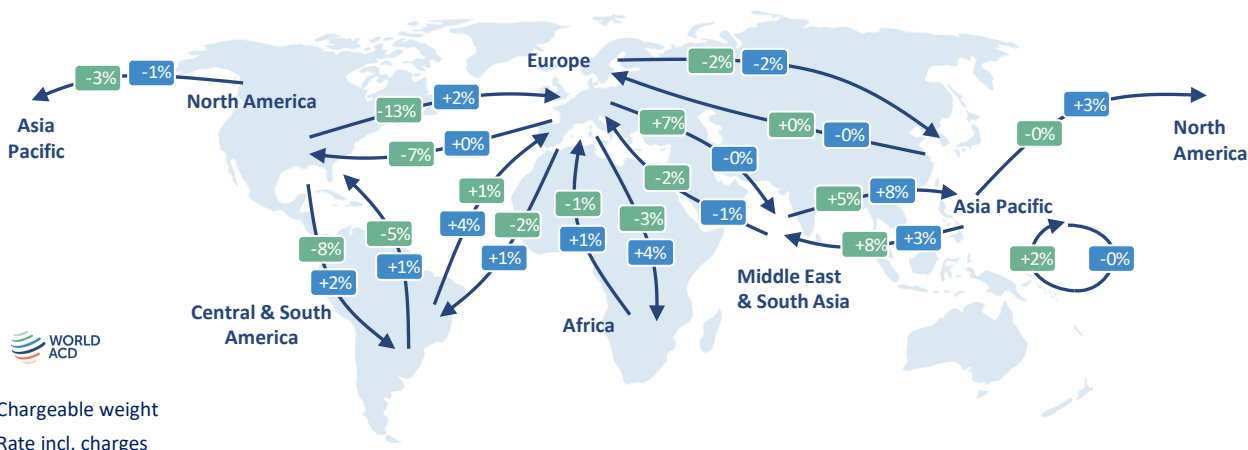 Europe
-2%
-2%
-3%
-1%
North America
Asia
Pacific
-13%
+2%
+3%
-0%
North
America
+0%
-0%
+7%
-0%
-7%
+0%
-2%
-1%
+1%
+4%
-2%
+1%
-1%
+1%
-3%
+4%
+5%
+8%
Asia Pacific
+8%
+3%
+2%
-0%
-8%
+2%
-5%
+1%
Middle East
& South Asia
Central & South
America
Africa
WORLD
ACD
Chargeable weight
Rate incl. charges